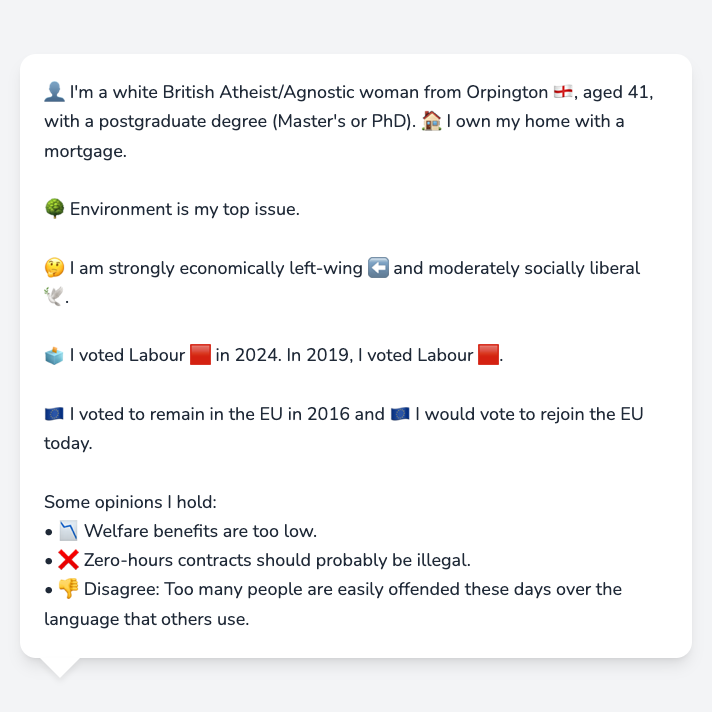 👤 I'm a white British Atheist/Agnostic woman from Orpington 🏴󠁧󠁢󠁥󠁮󠁧󠁿, aged 41,
with a postgraduate degree (Master's or PhD). 🏠 I own my home with a
mortgage.
🌳 Environment is my top issue.
🤔 I am strongly economically left-wing ⬅️ and moderately socially liberal
🕊️.
🗳️ I voted Labour 🟥 in 2024. In 2019, I voted Labour 🟥.
🇪🇺 I voted to remain in the EU in 2016 and 🇪🇺 I would vote to rejoin the EU
today.
Some opinions I hold:
• 📉 Welfare benefits are too low.
• ❌ Zero-hours contracts should probably be illegal.
• 👎 Disagree: Too many people are easily offended these days over the
language that others use.